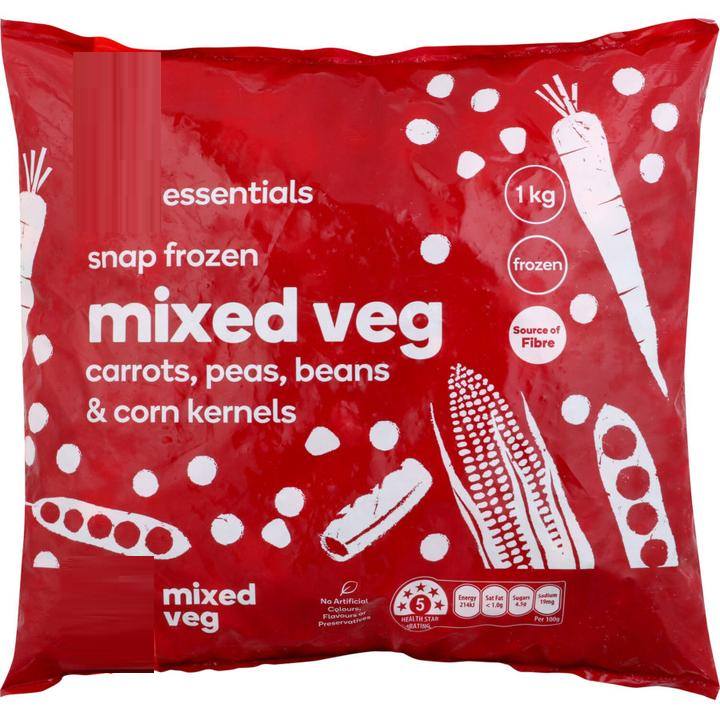 essentials
1 kg
snap frozen
frozen
mixed veg
Source of
Fibre
carrots, peas, beans
& corn kernels
mixed
veg
No Artificial
Colours,
Flavours or
Preservatives
5
HEALTH STAR
RATING
Energy
214kJ
Sat Fat
< 1.0g
Sugars
4.5g
Sodium
19mg
Per 100g